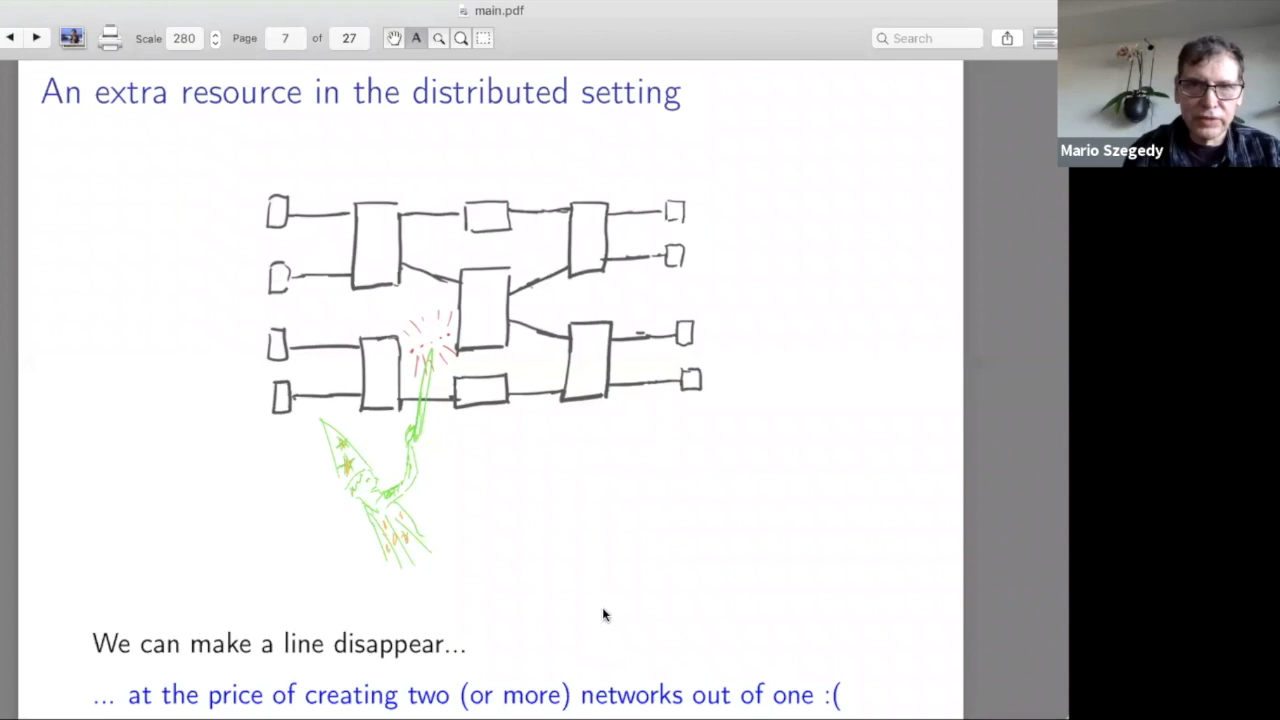 main.pdf
Scale 280 Page 7 of 27 A Search
Mario Szegedy
An extra resource in the distributed setting
We can make a line disappear...
... at the price of creating two (or more) networks out of one :(